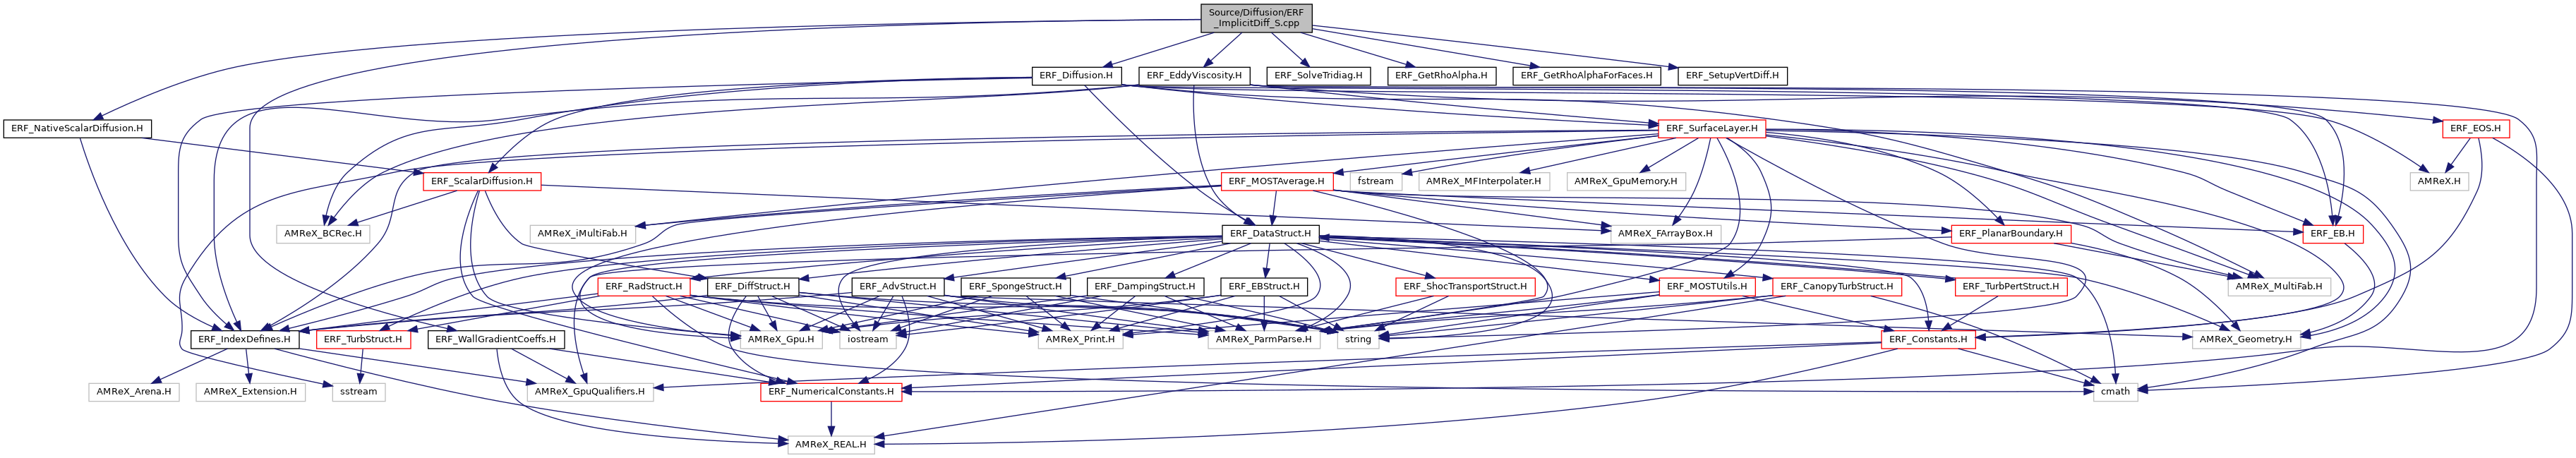 Source/Diffusion/ERF
_ImplicitDiff_S.cpp
ERF_Diffusion.H
ERF_EddyViscosity.H
ERF_SolveTridiag.H
ERF_GetRhoAlpha.H
ERF_GetRhoAlphaForFaces.H
ERF_SetupVertDiff.H
ERF_NativeScalarDiffusion.H
ERF_SurfaceLayer.H
ERF_EOS.H
ERF_ScalarDiffusion.H
ERF_MOSTAverage.H
fstream
AMReX_MFInterpolater.H
AMReX_GpuMemory.H
AMReX.H
AMReX_BCRec.H
AMReX_iMultiFab.H
ERF_DataStruct.H
AMReX_FArrayBox.H
ERF_PlanarBoundary.H
ERF_EB.H
ERF_RadStruct.H
ERF_DiffStruct.H
ERF_AdvStruct.H
ERF_SpongeStruct.H
ERF_DampingStruct.H
ERF_EBStruct.H
ERF_ShocTransportStruct.H
ERF_MOSTUtils.H
ERF_CanopyTurbStruct.H
ERF_TurbPertStruct.H
AMReX_MultiFab.H
ERF_IndexDefines.H
ERF_TurbStruct.H
ERF_WallGradientCoeffs.H
AMReX_Gpu.H
iostream
AMReX_Print.H
AMReX_ParmParse.H
string
ERF_Constants.H
AMReX_Geometry.H
AMReX_Arena.H
AMReX_Extension.H
sstream
AMReX_GpuQualifiers.H
ERF_NumericalConstants.H
cmath
AMReX_REAL.H